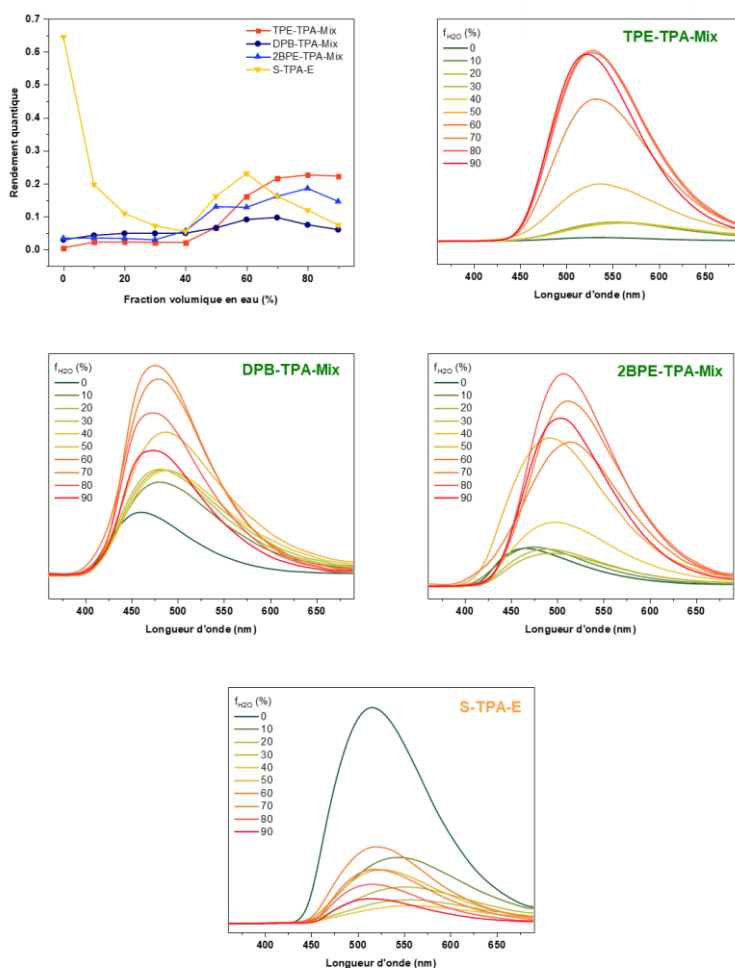 0.7
0.6
0.5
0.4
0.3
0.2
0.1
0.0
Rendement quantique
TPE-TPA-Mix
DPB-TPA-Mix
2BPE-TPA-Mix
S-TPA-E
0 20 40 60 80
Fraction volumique en eau (%)
TPE-TPA-Mix
fH2O (%)
0
10
20
30
40
50
60
70
80
90
400 450 500 550 600 650
Longueur d'onde (nm)
DPB-TPA-Mix
fH2O (%)
0
10
20
30
40
50
60
70
80
90
400 450 500 550 600 650
Longueur d'onde (nm)
2BPE-TPA-Mix
fH2O (%)
0
10
20
30
40
50
60
70
80
90
400 450 500 550 600 650
Longueur d'onde (nm)
S-TPA-E
fH2O (%)
0
10
20
30
40
50
60
70
80
90
400 450 500 550 600 650
Longueur d'onde (nm)